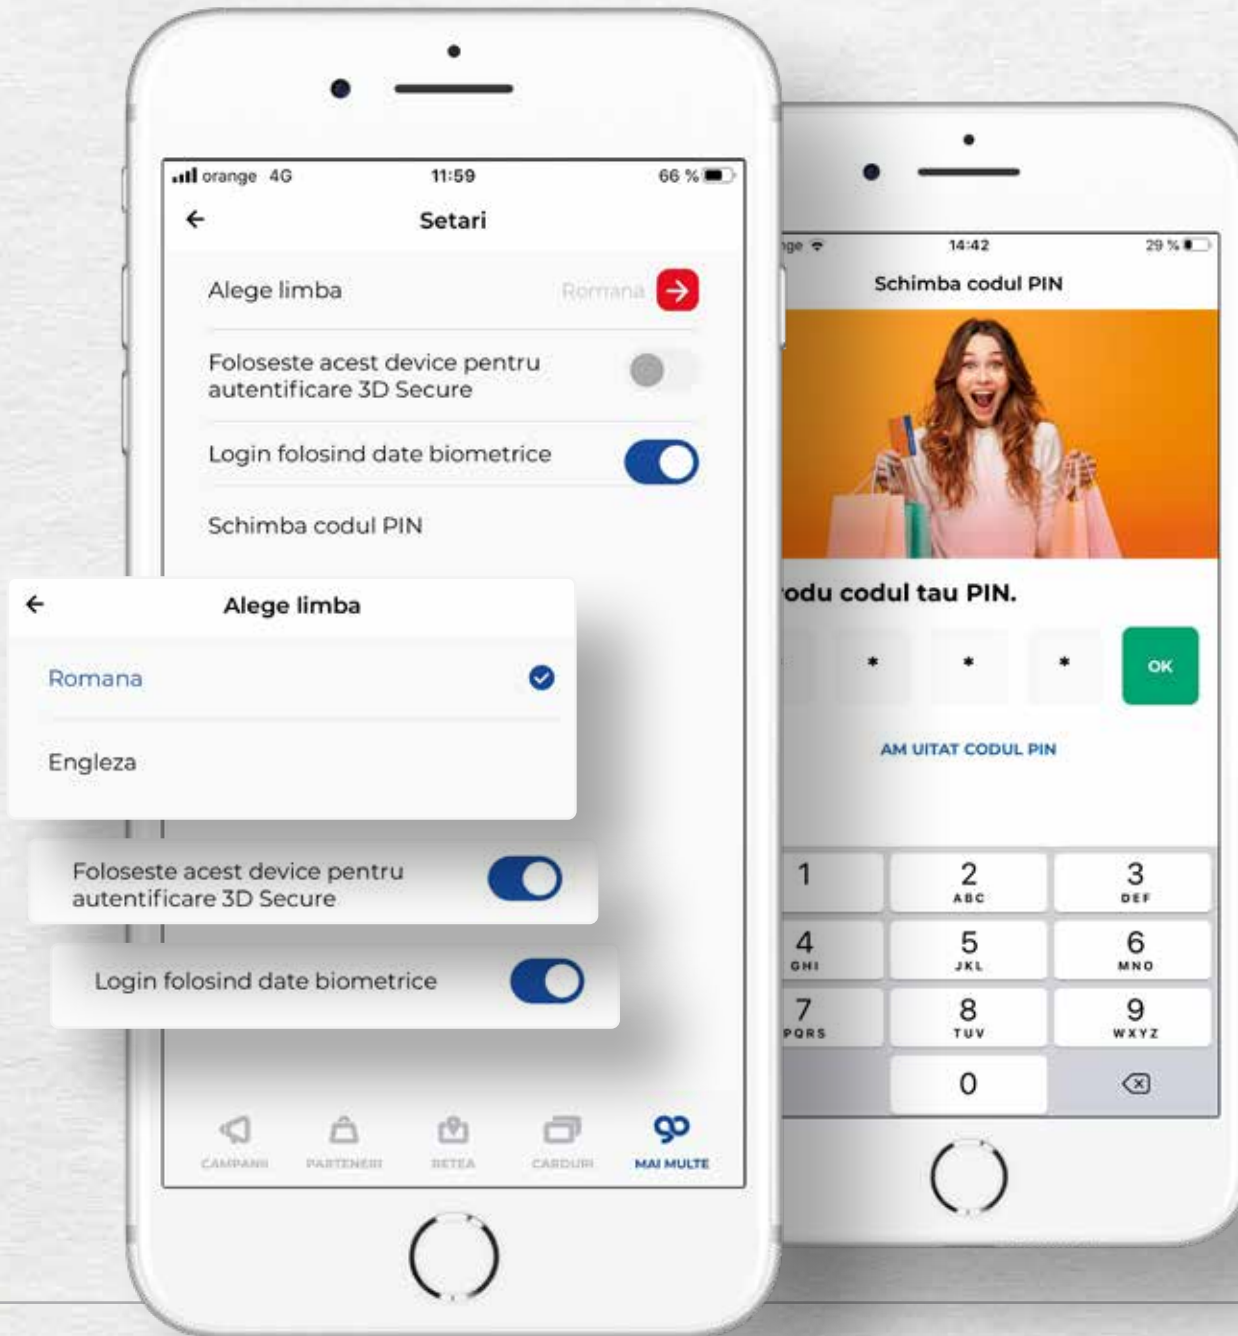 orange 4G 11:59 66 %
Setari
Alege limba Romana
Foloseste acest device pentru
autentificare 3D Secure
Login folosind date biometrice
Schimba codul PIN
Alege limba
Romana
Engleza
Foloseste acest device pentru
autentificare 3D Secure
Login folosind date biometrice
CAMPANII PARTENERI RETEA CARDURI MAI MULTE
14:42 29 %
Schimba codul PIN
codul tau PIN.
* * * OK
AM UITAT CODUL PIN
1 2 3
ABC DEF
4 5 6
GHI JKL MNO
7 8 9
PQRS TUV WXYZ
0